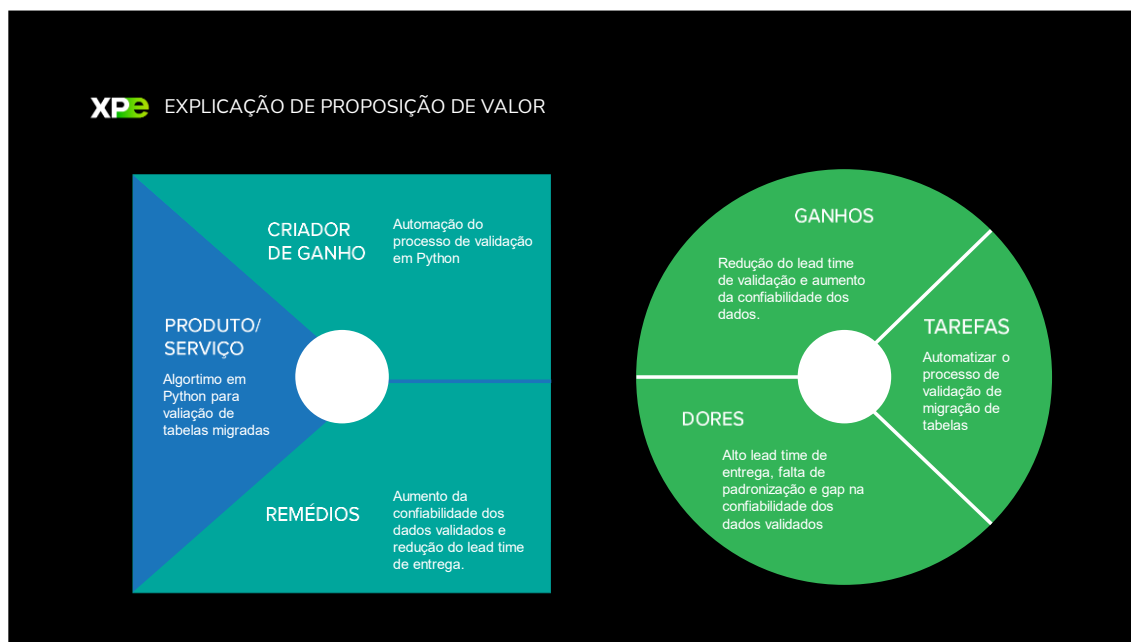 XPe EXPLICAÇÃO DE PROPOSIÇÃO DE VALOR
CRIADOR
DE GANHO
Automação do
processo de validação
em Python
PRODUTO/
SERVIÇO
Algortimo em
Python para
valiação de
tabelas migradas
REMÉDIOS
Aumento da
confiabilidade dos
dados validados e
redução do lead time
de entrega.
GANHOS
Redução do lead time
de validação e aumento
da confiabilidade dos
dados.
TAREFAS
Automatizar o
processo de
validação de
migração de
tabelas
DORES
Alto lead time de
entrega, falta de
padronização e gap na
confiabilidade dos
dados validados